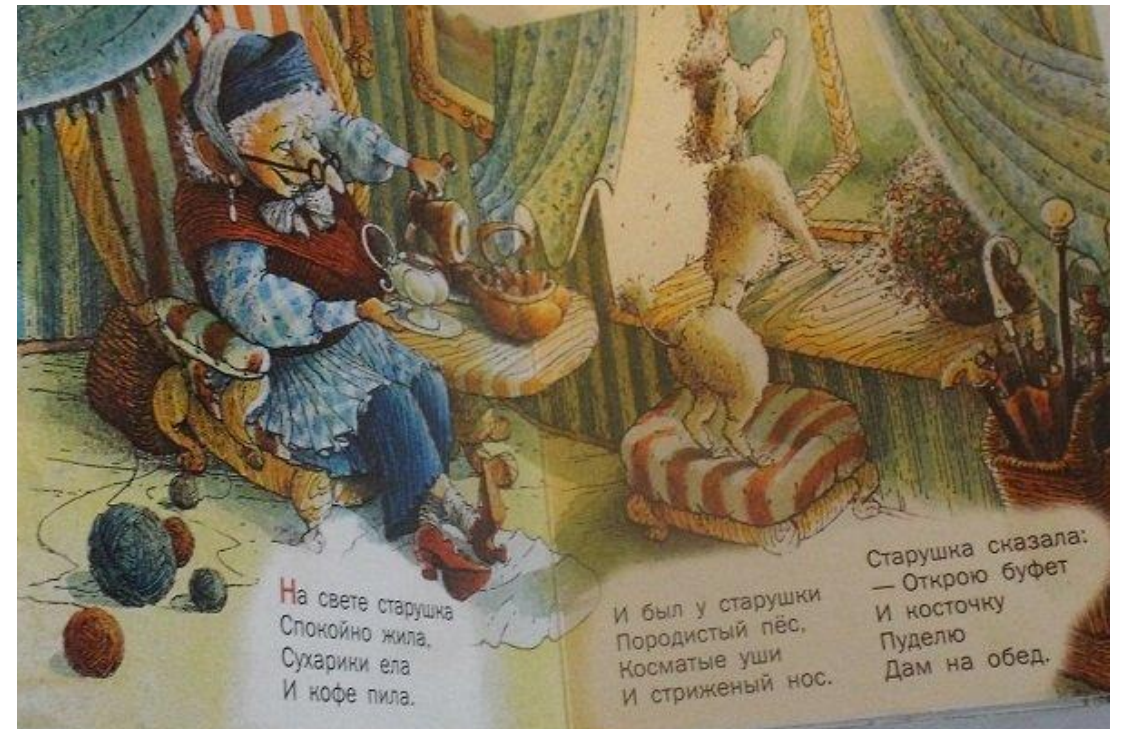 На свете старушка
Спокойно жила,
Сухарики ела
И кофе пила.
И был у старушки
Породистый пёс,
Косматые уши
И стриженый нос.
Старушка сказала:
— Открою буфет
И косточку
Пуделю
Дам на обед.